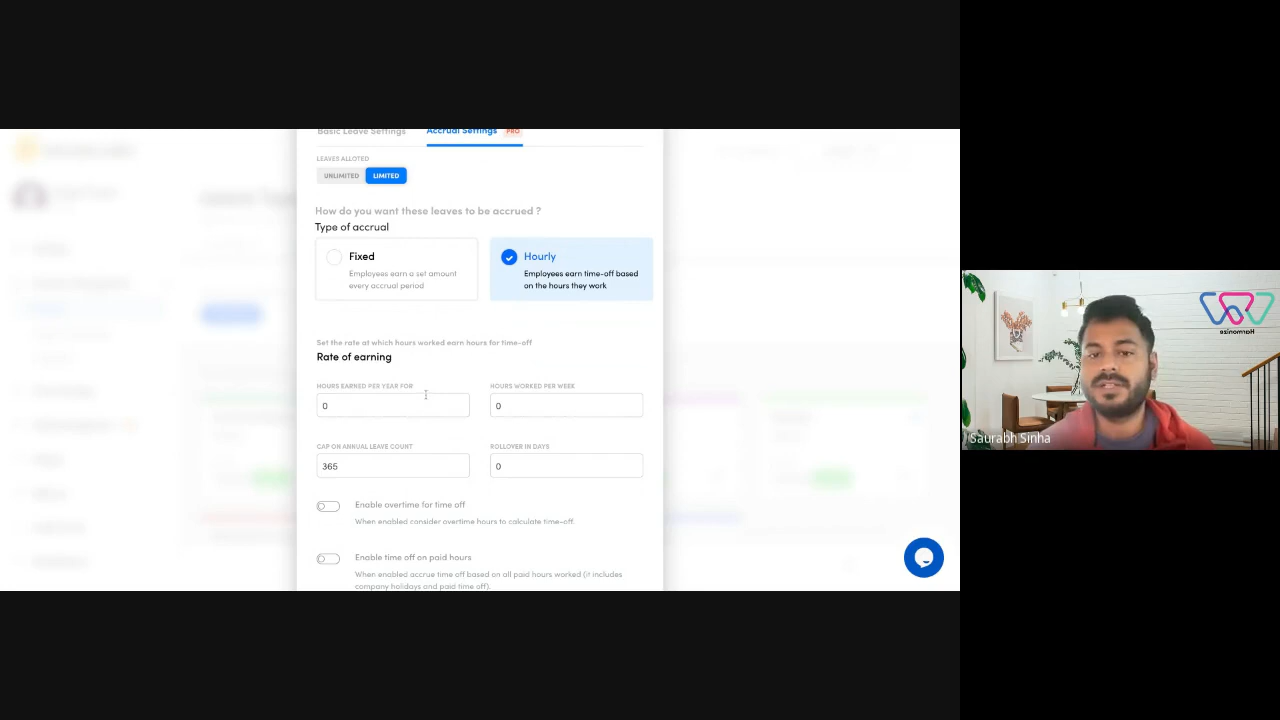 Basic Leave Settings
Accrual Settings
PRO
LEAVES ALLOTED
UNLIMITED
LIMITED
How do you want these leaves to be accrued ?
Type of accrual
Fixed
Employees earn a set amount
every accrual period
Hourly
Employees earn time-off based
on the hours they work
Set the rate at which hours worked earn hours for time-off
Rate of earning
HOURS EARNED PER YEAR FOR
0
HOURS WORKED PER WEEK
0
CAP ON ANNUAL LEAVE COUNT
365
ROLLOVER IN DAYS
0
Enable overtime for time off
When enabled consider overtime hours to calculate time-off.
Enable time off on paid hours
When enabled accrue time off based on all paid hours worked (it includes
company holidays and paid time off).
Harmonize
Saurabh Sinha